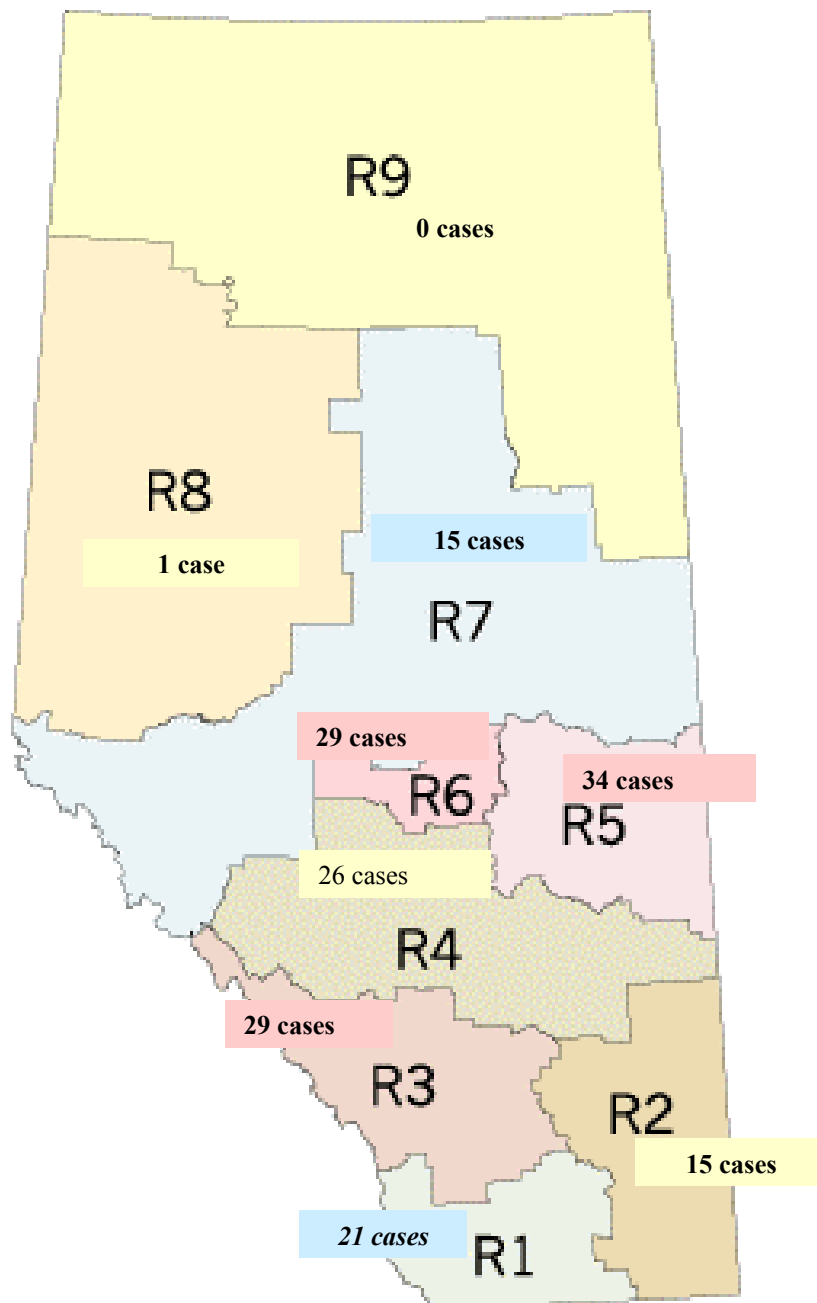 R9
0 cases
R8
1 case
15 cases
R7
29 cases
R6
34 cases
R5
26 cases
R4
29 cases
R3
R2
15 cases
21 cases
R1